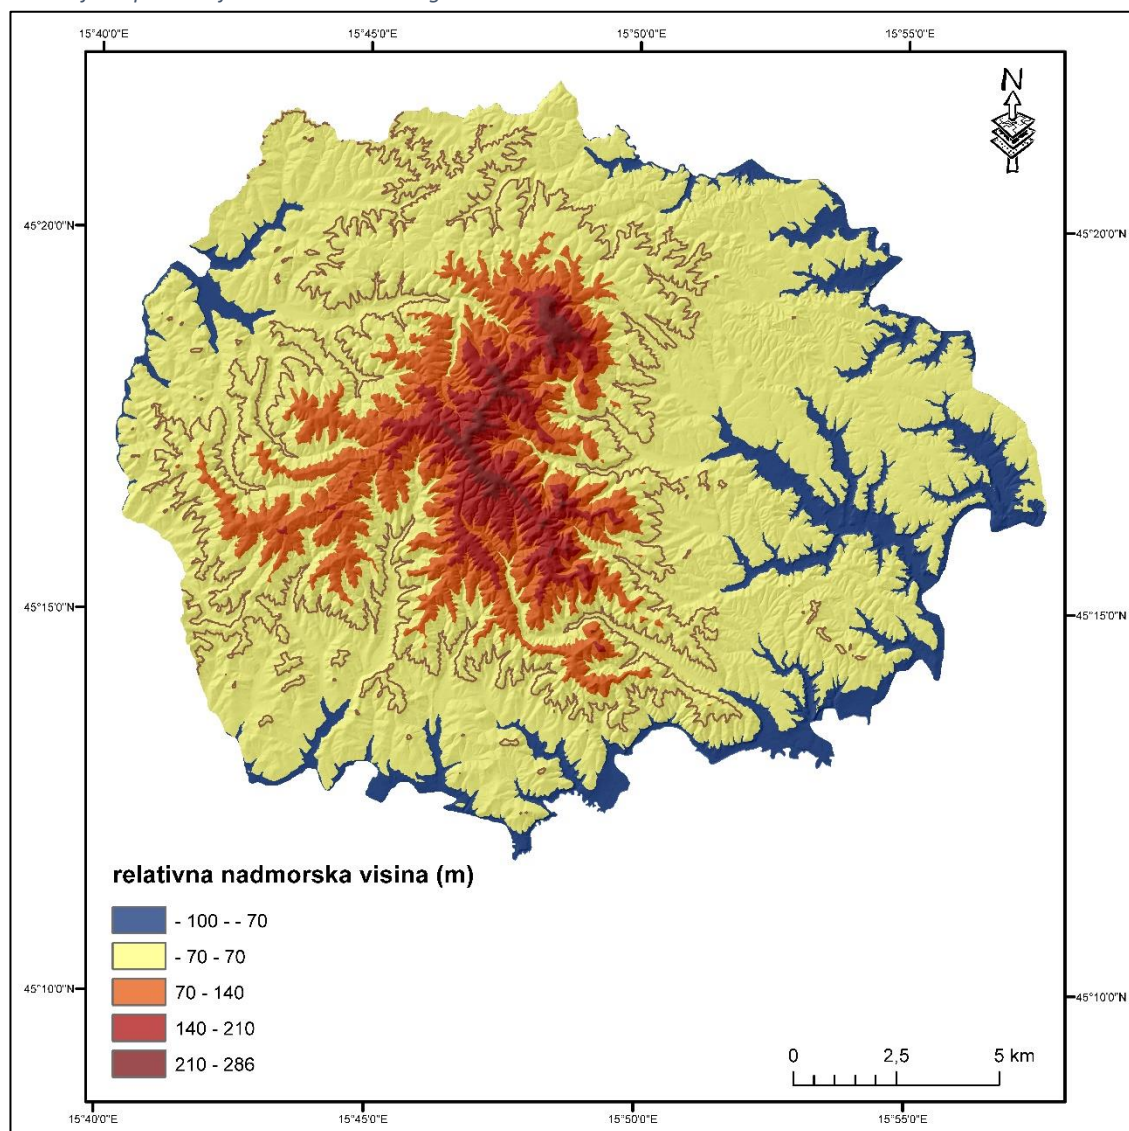 15°40'0"E 15°45'0"E 15°50'0"E 15°55'0"E
N
45°20'0"N 45°20'0"N
45°15'0"N 45°15'0"N
relativna nadmorska visina (m)
- 100 - - 70
- 70 - 70
70 - 140
140 - 210
210 - 286
45°10'0"N 45°10'0"N
0 2,5 5 km
15°40'0"E 15°45'0"E 15°50'0"E 15°55'0"E